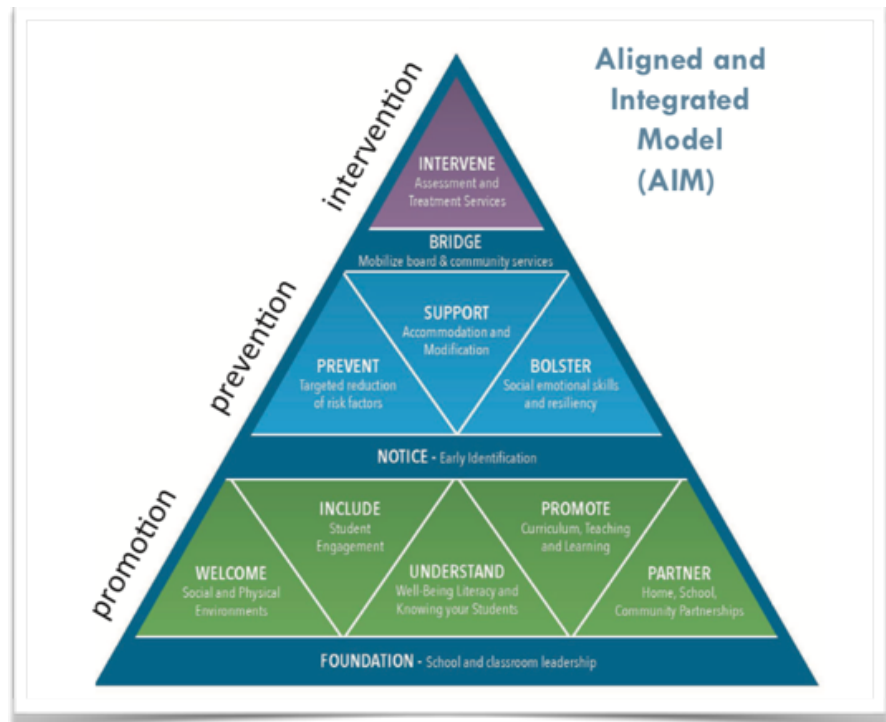 Aligned and
Integrated
Model
(AIM)
intervention
INTERVENE
Assessment and
Treatment Services
BRIDGE
Mobilize board & community services
prevention
SUPPORT
Accommodation and
Modification
PREVENT
Targeted reduction
of risk factors
BOLSTER
Social emotional skills
and resiliency
NOTICE - Early Identification
promotion
INCLUDE
Student
Engagement
PROMOTE
Curriculum, Teaching
and Learning
WELCOME
Social and Physical
Environments
UNDERSTAND
Well-Being Literacy and
Knowing your Students
PARTNER
Home, School,
Community Partnerships
FOUNDATION - School and classroom leadership